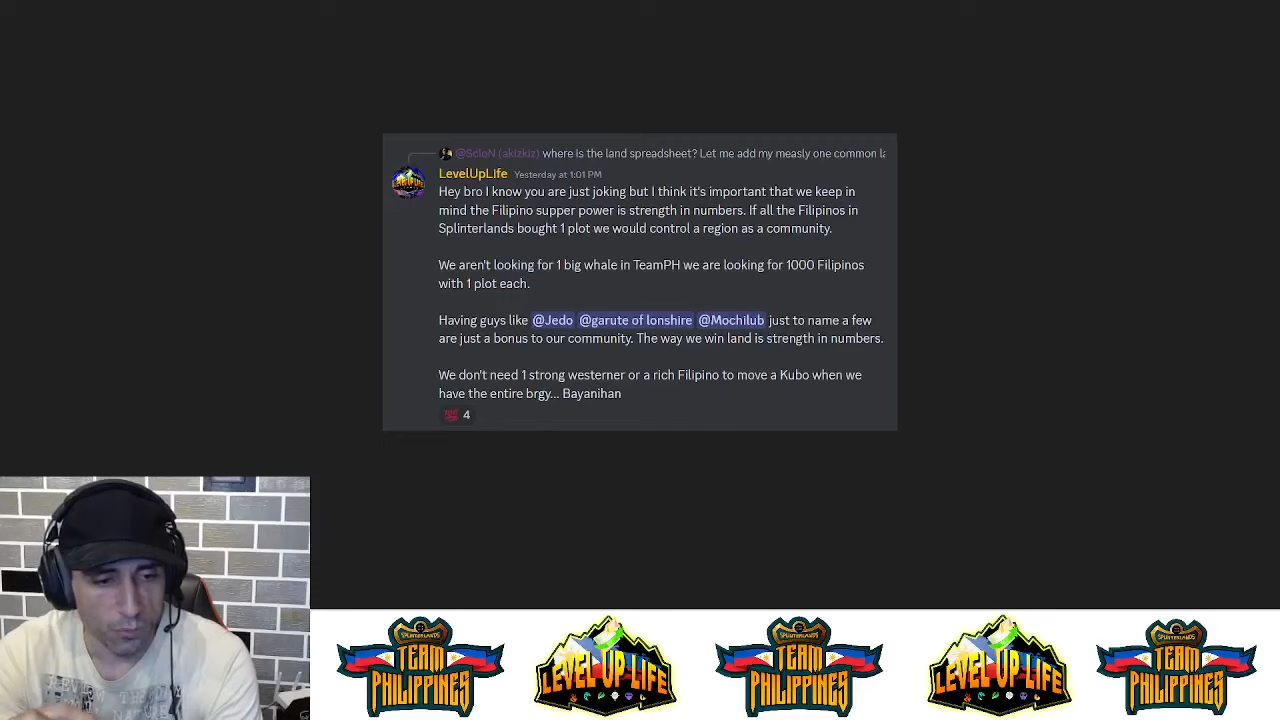 @ScIoN (akizkiz) where is the land spreadsheet? Let me add my measly one common la
LevelUpLife Yesterday at 1:01 PM
Hey bro I know you are just joking but I think it's important that we keep in
mind the Filipino supper power is strength in numbers. If all the Filipinos in
Splinterlands bought 1 plot we would control a region as a community.
We aren't looking for 1 big whale in TeamPH we are looking for 1000 Filipinos
with 1 plot each.
Having guys like @Jedo @garute of lonshire @Mochilub just to name a few
are just a bonus to our community. The way we win land is strength in numbers.
We don't need 1 strong westerner or a rich Filipino to move a Kubo when we
have the entire brgy... Bayanihan
4
SPLINTERLANDS
TEAM
PHILIPPINES
LEVEL UP LIFE
SPLINTERLANDS
TEAM
PHILIPPINES
LEVEL UP LIFE
SPLINTERLANDS
TEAM
PHILIPPINES